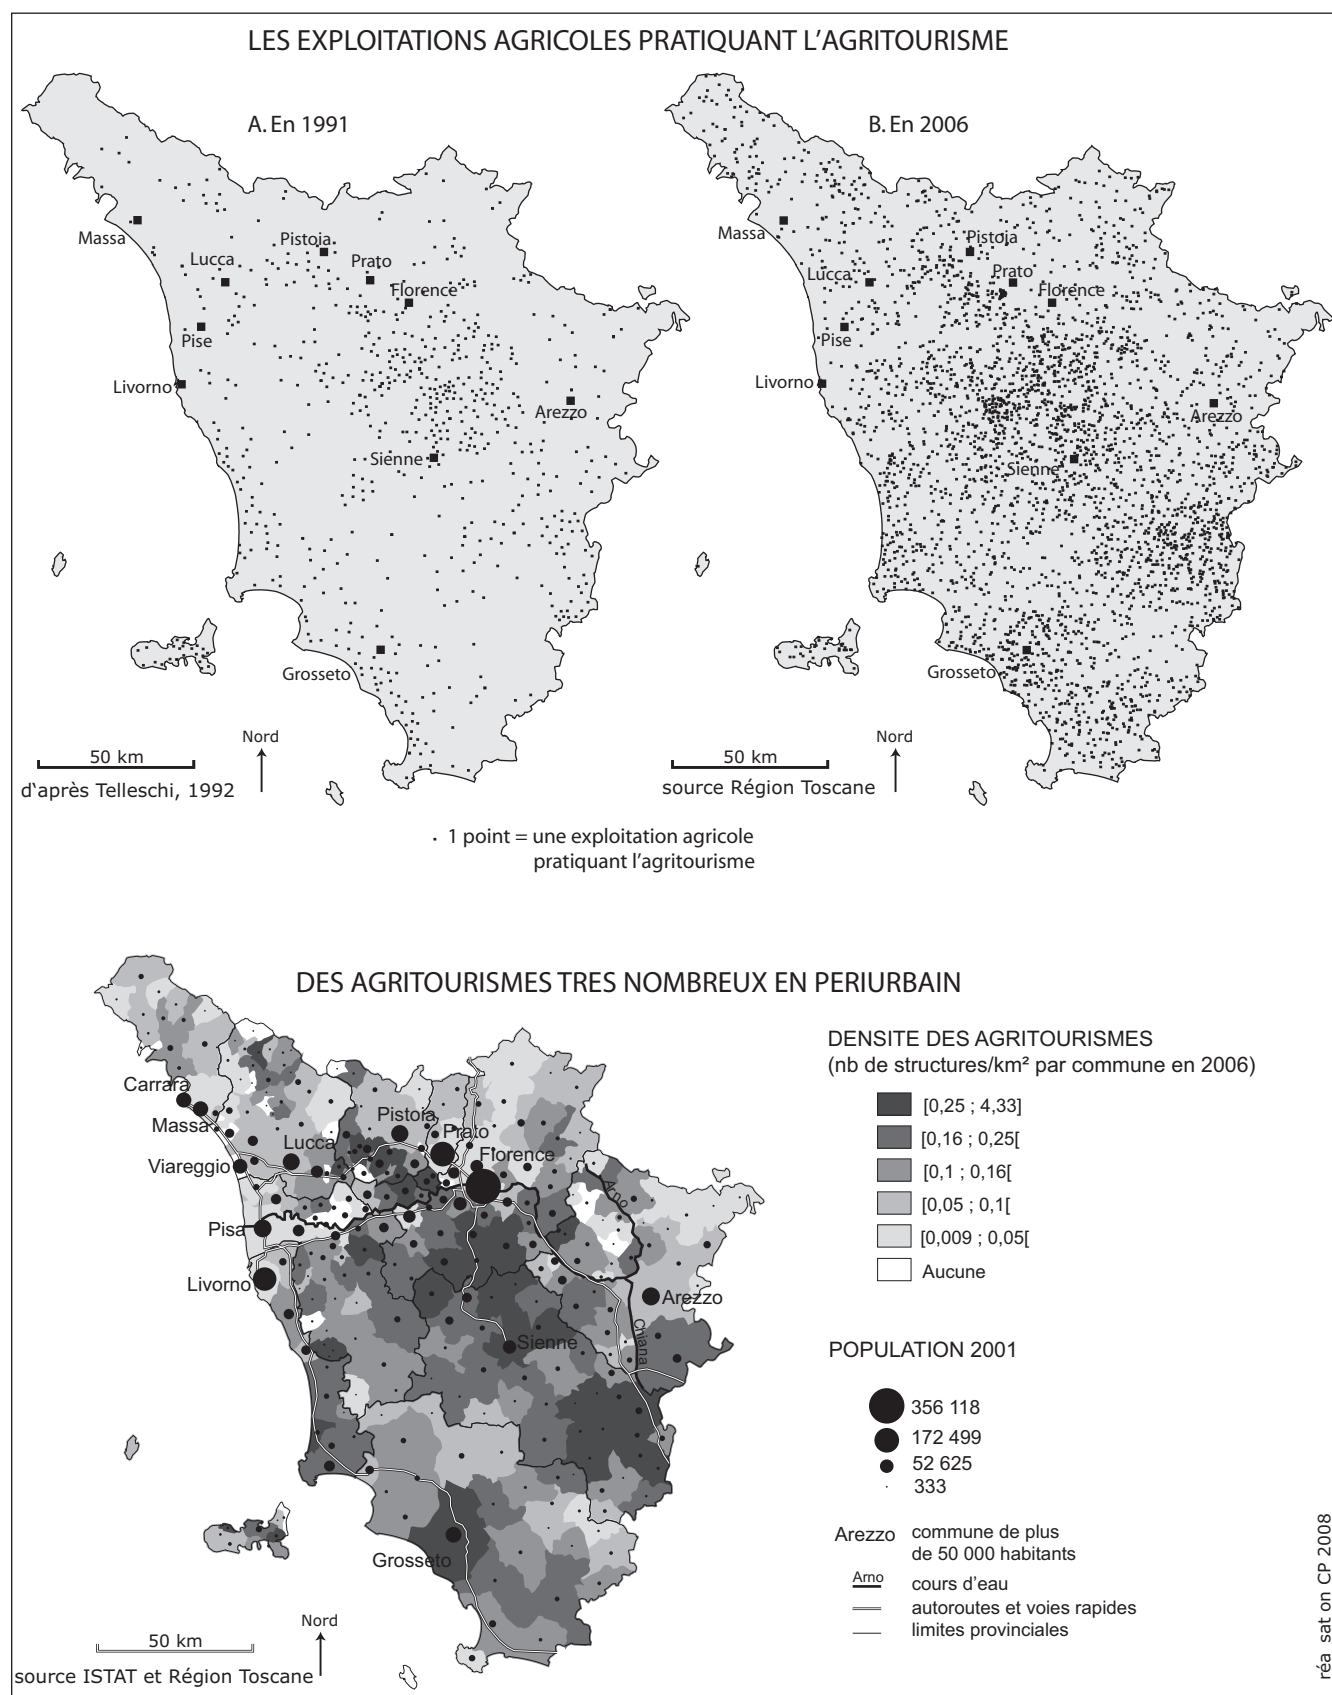 LES EXPLOITATIONS AGRICOLES PRATIQUANT L'AGRITOURISME
A. En 1991
Massa
Lucca
Pistoia
Prato
Florence
Pise
Livorno
Arezzo
Sienne
Grosseto
Nord
50 km
d'après Telleschi, 1992
B. En 2006
Massa
Lucca
Pistoia
Prato
Florence
Pise
Livorno
Arezzo
Sienne
Grosseto
Nord
50 km
source Région Toscane
. 1 point = une exploitation agricole
pratiquant l'agritourisme
DES AGRITOURISMES TRES NOMBREUX EN PERIURBAIN
Carrara
Massa
Viareggio
Lucca
Pistoia
Prato
Florence
Arno
Pisa
Livorno
Arezzo
Chiana
Sienne
Grosseto
Nord
50 km
source ISTAT et Région Toscane
DENSITE DES AGRITOURISMES
(nb de structures/km² par commune en 2006)
[0,25 ; 4,33]
[0,16 ; 0,25[
[0,1 ; 0,16[
[0,05 ; 0,1[
[0,009 ; 0,05[
Aucune
POPULATION 2001
356 118
172 499
52 625
333
Arezzo commune de plus
de 50 000 habitants
Arno cours d'eau
autoroutes et voies rapides
limites provinciales
réa sat on CP 2008